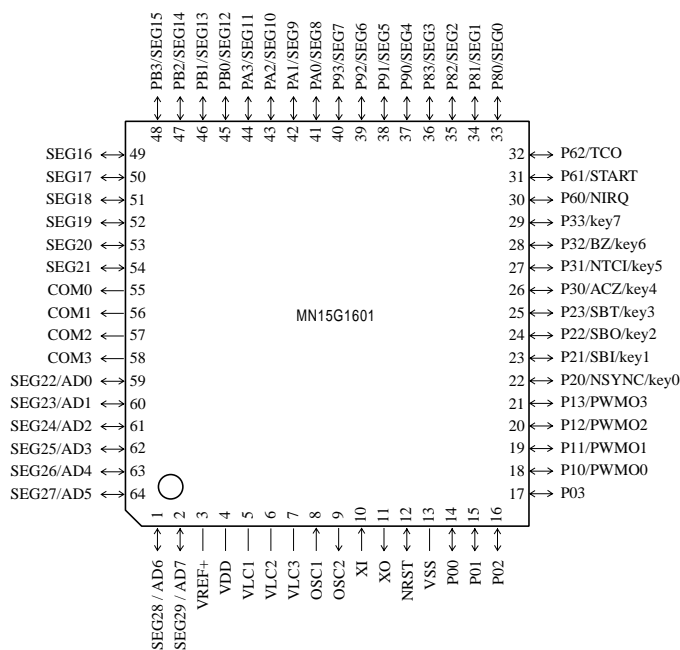 PB3/SEG15
PB2/SEG14
PB1/SEG13
PB0/SEG12
PA3/SEG11
PA2/SEG10
PA1/SEG9
PA0/SEG8
P93/SEG7
P92/SEG6
P91/SEG5
P90/SEG4
P83/SEG3
P82/SEG2
P81/SEG1
P80/SEG0
48 47 46 45 44 43 42 41 40 39 38 37 36 35 34 33
SEG16 49
SEG17 50
SEG18 51
SEG19 52
SEG20 53
SEG21 54
COM0 55
COM1 56
COM2 57
COM3 58
SEG22/AD0 59
SEG23/AD1 60
SEG24/AD2 61
SEG25/AD3 62
SEG26/AD4 63
SEG27/AD5 64
MN15G1601
32 P62/TCO
31 P61/START
30 P60/NIRQ
29 P33/key7
28 P32/BZ/key6
27 P31/NTCI/key5
26 P30/ACZ/key4
25 P23/SBT/key3
24 P22/SBO/key2
23 P21/SBI/key1
22 P20/NSYNC/key0
21 P13/PWMO3
20 P12/PWMO2
19 P11/PWMO1
18 P10/PWMO0
17 P03
1 2 3 4 5 6 7 8 9 10 11 12 13 14 15 16
SEG28 / AD6
SEG29 / AD7
VREF+
VDD
VLC1
VLC2
VLC3
OSC1
OSC2
XI
XO
NRST
VSS
P00
P01
P02